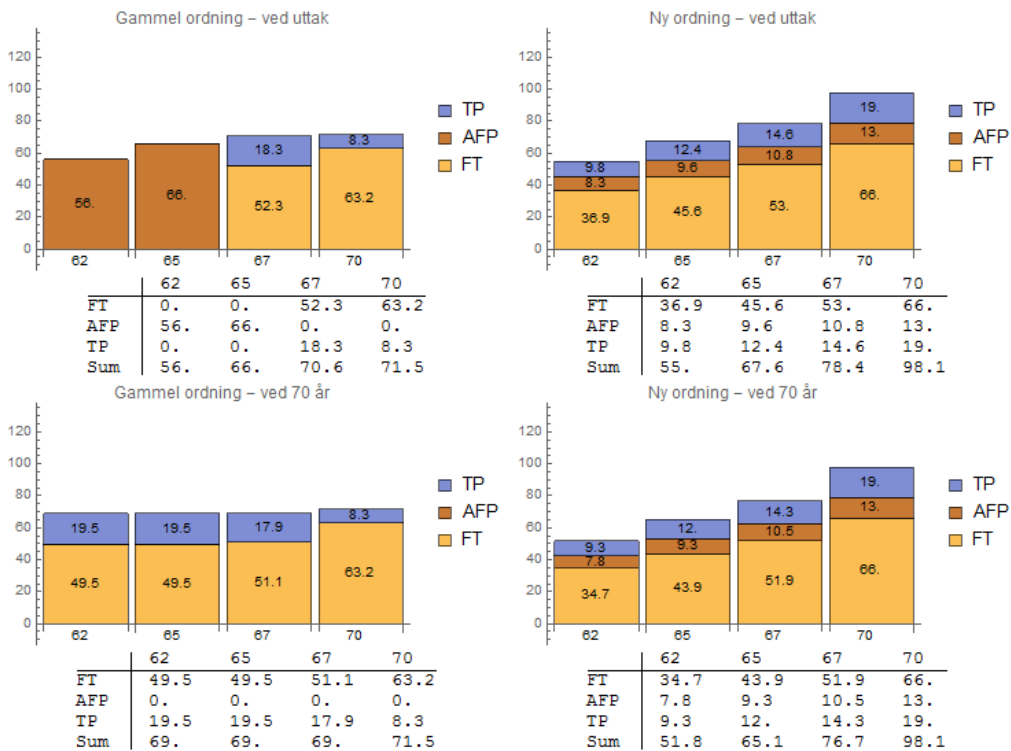 Gammel ordning – ved uttak
120
100
80
60
40
20
0
56.
66.
18.3
52.3
8.3
63.2
62 65 67 70
TP
AFP
FT
62 65 67 70
FT 0. 0. 52.3 63.2
AFP 56. 66. 0. 0.
TP 0. 0. 18.3 8.3
Sum 56. 66. 70.6 71.5
Ny ordning – ved uttak
120
100
80
60
40
20
0
9.8
8.3
36.9
12.4
9.6
45.6
14.6
10.8
53.
19.
13.
66.
62 65 67 70
TP
AFP
FT
62 65 67 70
FT 36.9 45.6 53. 66.
AFP 8.3 9.6 10.8 13.
TP 9.8 12.4 14.6 19.
Sum 55. 67.6 78.4 98.1
Gammel ordning – ved 70 år
120
100
80
60
40
20
0
19.5
49.5
19.5
49.5
17.9
51.1
8.3
63.2
62 65 67 70
TP
AFP
FT
62 65 67 70
FT 49.5 49.5 51.1 63.2
AFP 0. 0. 0. 0.
TP 19.5 19.5 17.9 8.3
Sum 69. 69. 69. 71.5
Ny ordning – ved 70 år
120
100
80
60
40
20
0
9.3
7.8
34.7
12.
9.3
43.9
14.3
10.5
51.9
19.
13.
66.
62 65 67 70
TP
AFP
FT
62 65 67 70
FT 34.7 43.9 51.9 66.
AFP 7.8 9.3 10.5 13.
TP 9.3 12. 14.3 19.
Sum 51.8 65.1 76.7 98.1